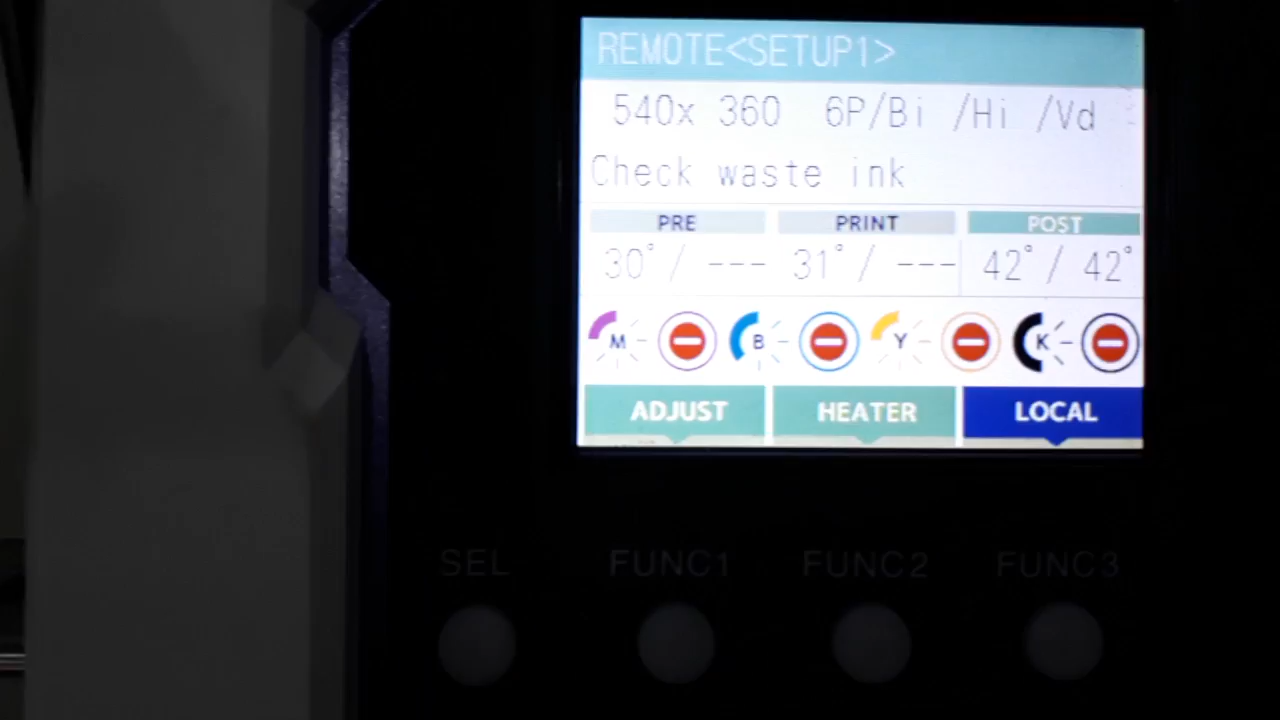 REMOTE<SETUP1>
540x 360 6P/Bi /Hi /Vd
Check waste ink
PRE PRINT POST
30°/ --- 31°/ --- 42°/ 42°
M B Y K
ADJUST HEATER LOCAL
SEL FUNC1 FUNC2 FUNC3